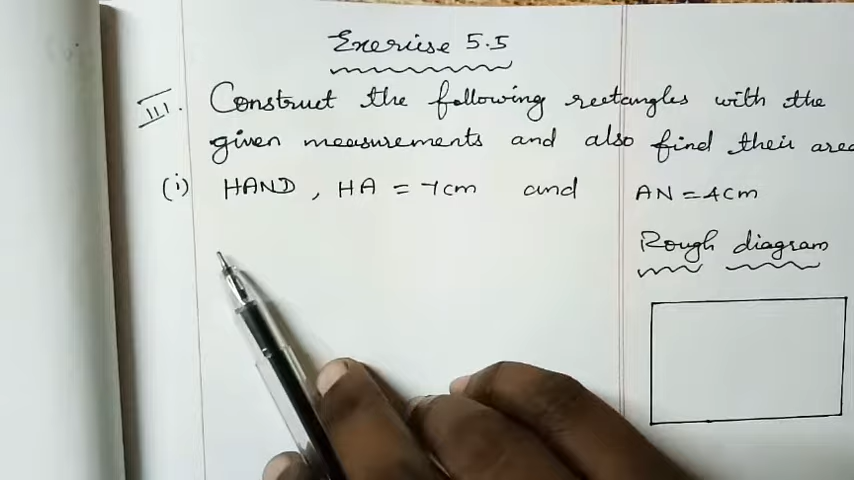 Exercise 5.5
III. Construct the following rectangles with the
given measurements and also find their area
(i) HAND, HA = 7cm and AN = 4cm
Rough diagram